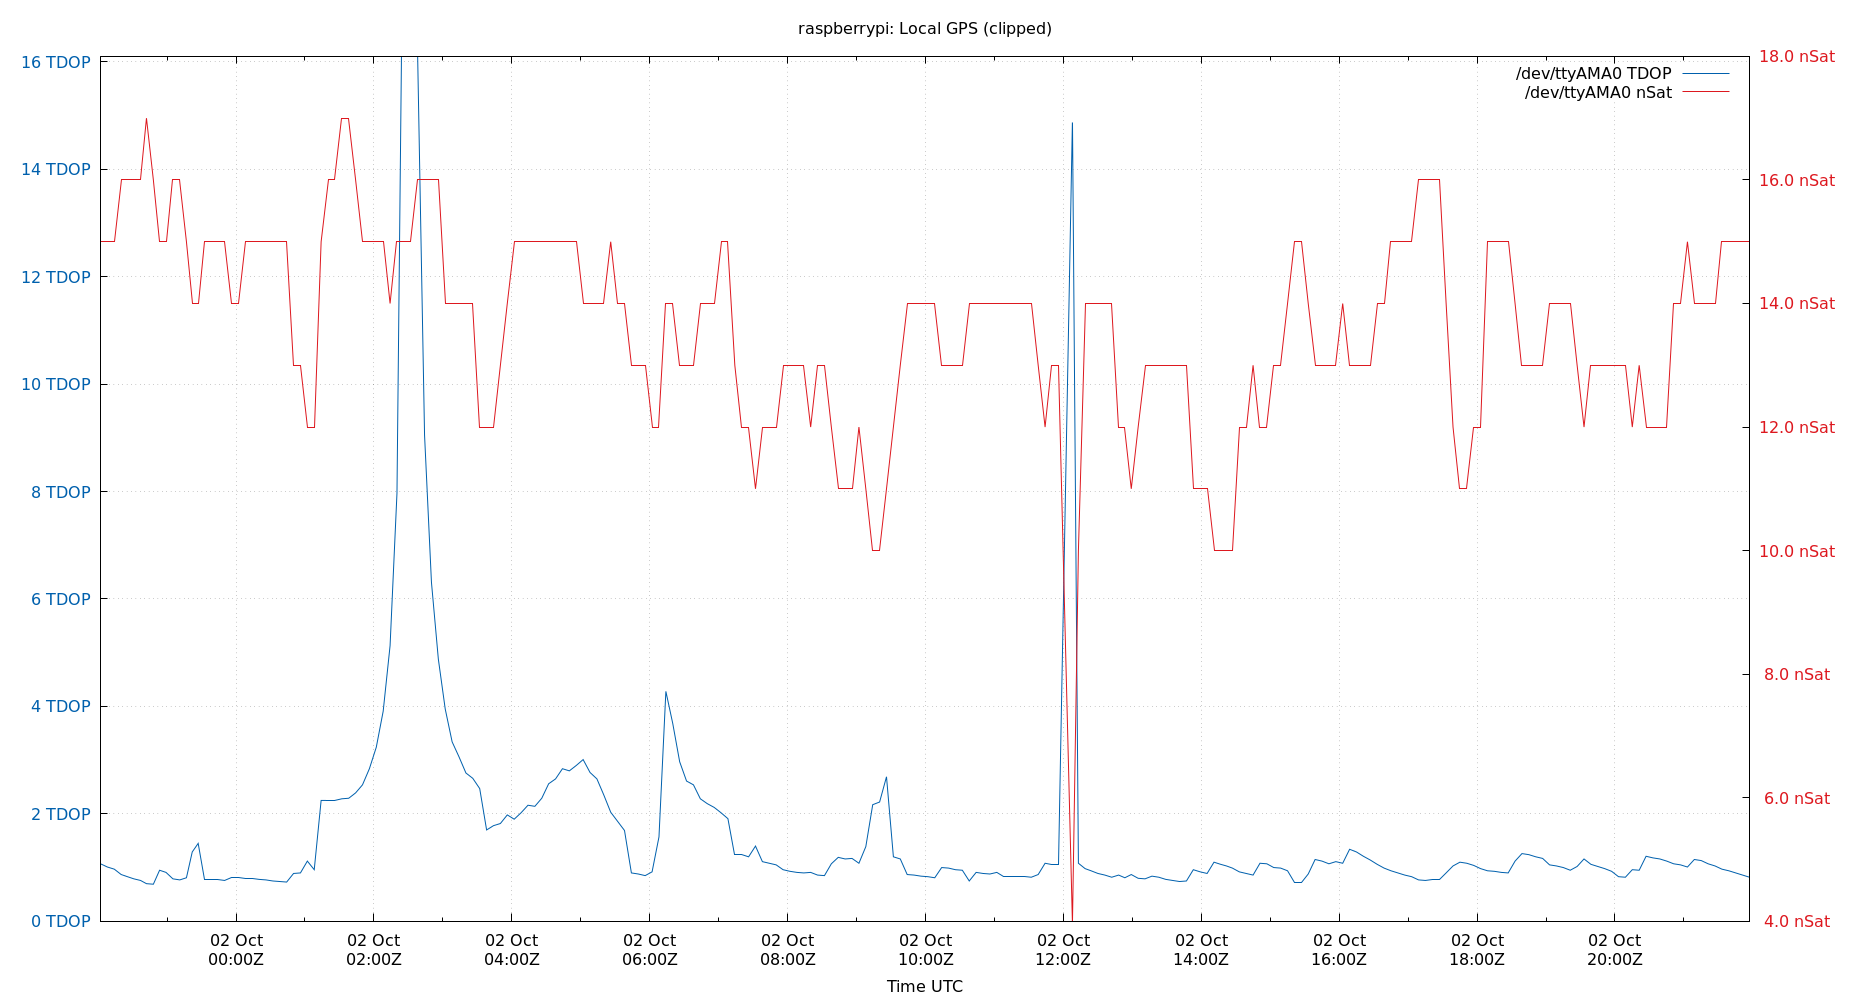 raspberrypi: Local GPS (clipped)
16 TDOP
14 TDOP
12 TDOP
10 TDOP
8 TDOP
6 TDOP
4 TDOP
2 TDOP
0 TDOP
18.0 nSat
16.0 nSat
14.0 nSat
12.0 nSat
10.0 nSat
8.0 nSat
6.0 nSat
4.0 nSat
/dev/ttyAMA0 TDOP
/dev/ttyAMA0 nSat
02 Oct
00:00Z
02 Oct
02:00Z
02 Oct
04:00Z
02 Oct
06:00Z
02 Oct
08:00Z
02 Oct
10:00Z
02 Oct
12:00Z
02 Oct
14:00Z
02 Oct
16:00Z
02 Oct
18:00Z
02 Oct
20:00Z
Time UTC